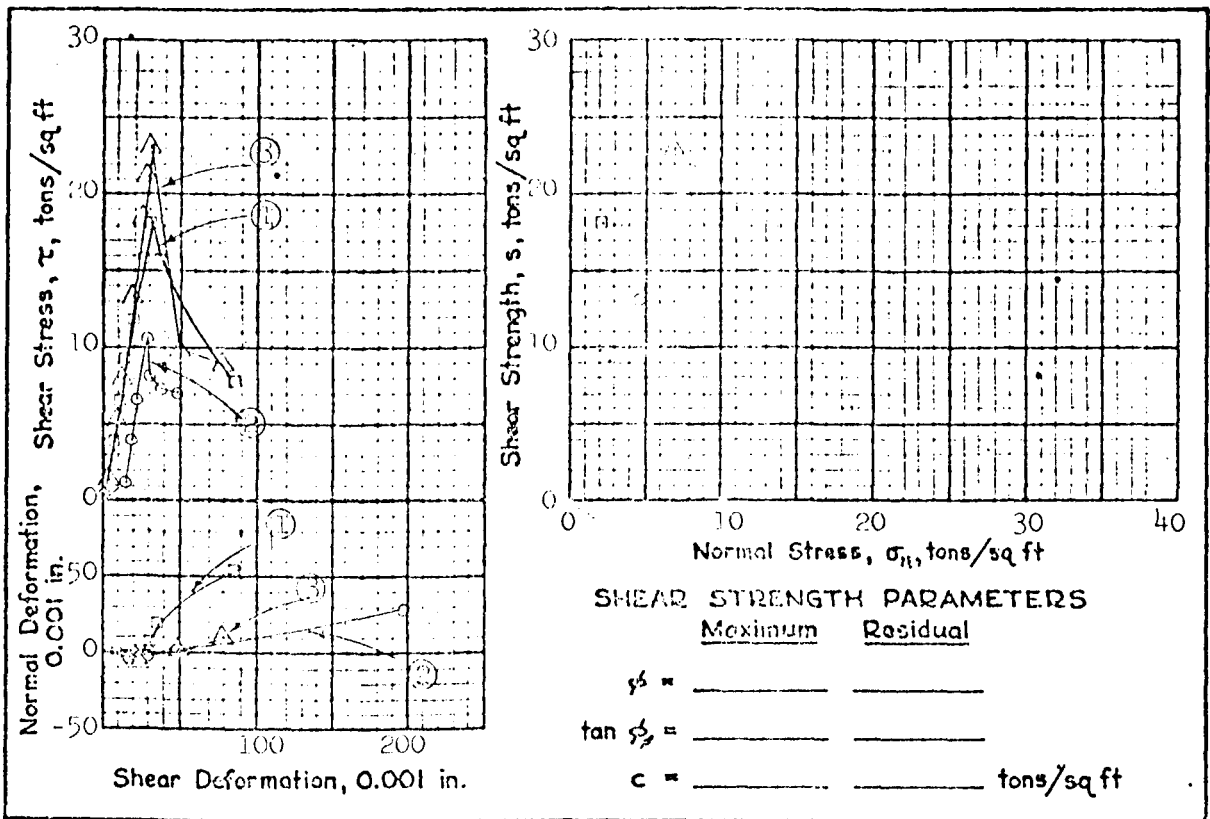 30
20
10
0
50
0
-50
100
200
Shear Stress, τ, tons/sq ft
Normal Deformation, 0.001 in.
Shear Deformation, 0.001 in.
③
①
②
①
③
②
30
20
10
0
0
10
20
30
40
Shear Strength, s, tons/sq ft
Normal Stress, σn, tons/sq ft
SHEAR STRENGTH PARAMETERS
Maximum Residual
ϕ =
tan ϕ =
c = tons/sq ft